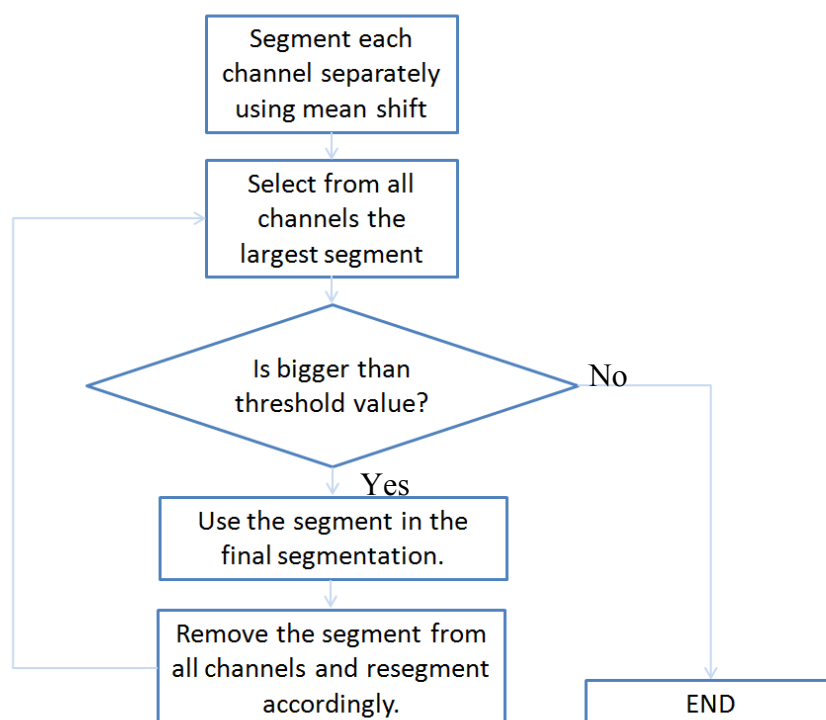 Segment each
channel separately
using mean shift
Select from all
channels the
largest segment
Is bigger than
threshold value?
No
Yes
Use the segment in the
final segmentation.
Remove the segment from
all channels and resegment
accordingly.
END